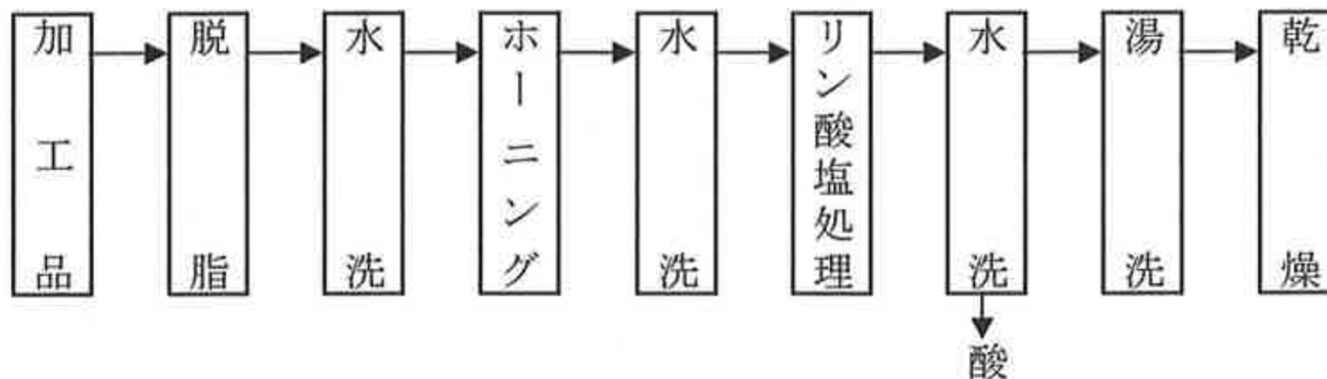 加工品
脱脂
水洗
ホーニング
水洗
リン酸塩処理
水洗
湯洗
乾燥
酸